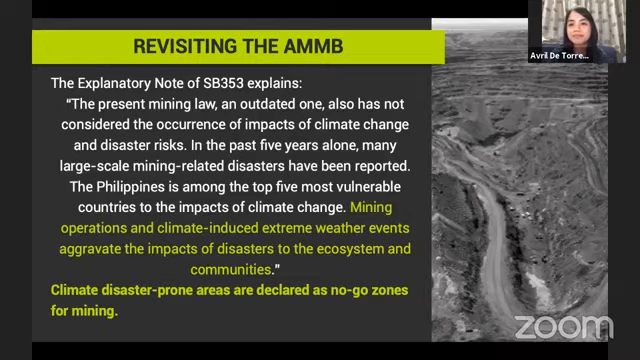 REVISITING THE AMMB
Avril De Torre...
The Explanatory Note of SB353 explains:
"The present mining law, an outdated one, also has not
considered the occurrence of impacts of climate change
and disaster risks. In the past five years alone, many
large-scale mining-related disasters have been reported.
The Philippines is among the top five most vulnerable
countries to the impacts of climate change. Mining
operations and climate-induced extreme weather events
aggravate the impacts of disasters to the ecosystem and
communities."
Climate disaster-prone areas are declared as no-go zones
for mining.
zoom